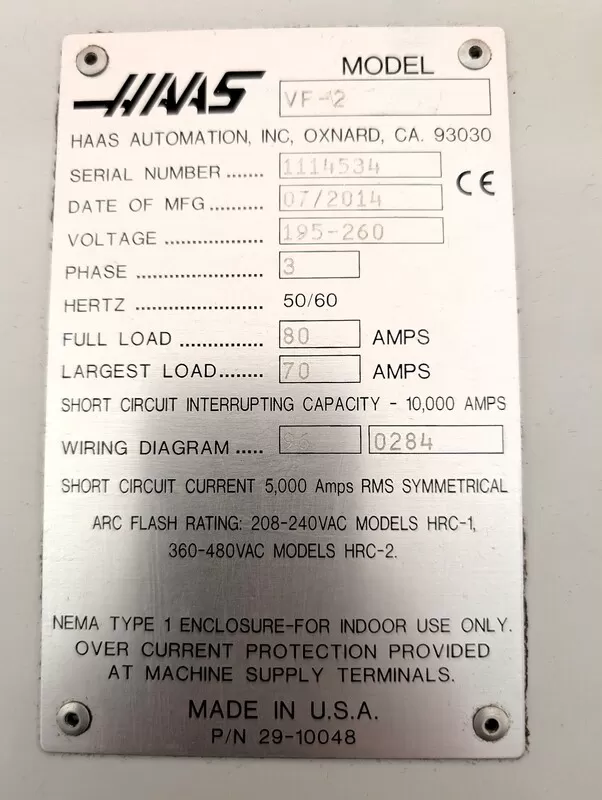 HAAS
MODEL
VF-2
HAAS AUTOMATION, INC, OXNARD, CA. 93030
SERIAL NUMBER ....... 1114534
CE
DATE OF MFG.......... 07/2014
VOLTAGE ................. 195-260
PHASE ...................... 3
HERTZ ...................... 50/60
FULL LOAD ............... 80 AMPS
LARGEST LOAD........ 70 AMPS
SHORT CIRCUIT INTERRUPTING CAPACITY - 10,000 AMPS
WIRING DIAGRAM ..... 96 0284
SHORT CIRCUIT CURRENT 5,000 Amps RMS SYMMETRICAL
ARC FLASH RATING: 208-240VAC MODELS HRC-1,
360-480VAC MODELS HRC-2.
NEMA TYPE 1 ENCLOSURE-FOR INDOOR USE ONLY.
OVER CURRENT PROTECTION PROVIDED
AT MACHINE SUPPLY TERMINALS.
MADE IN U.S.A.
P/N 29-10048